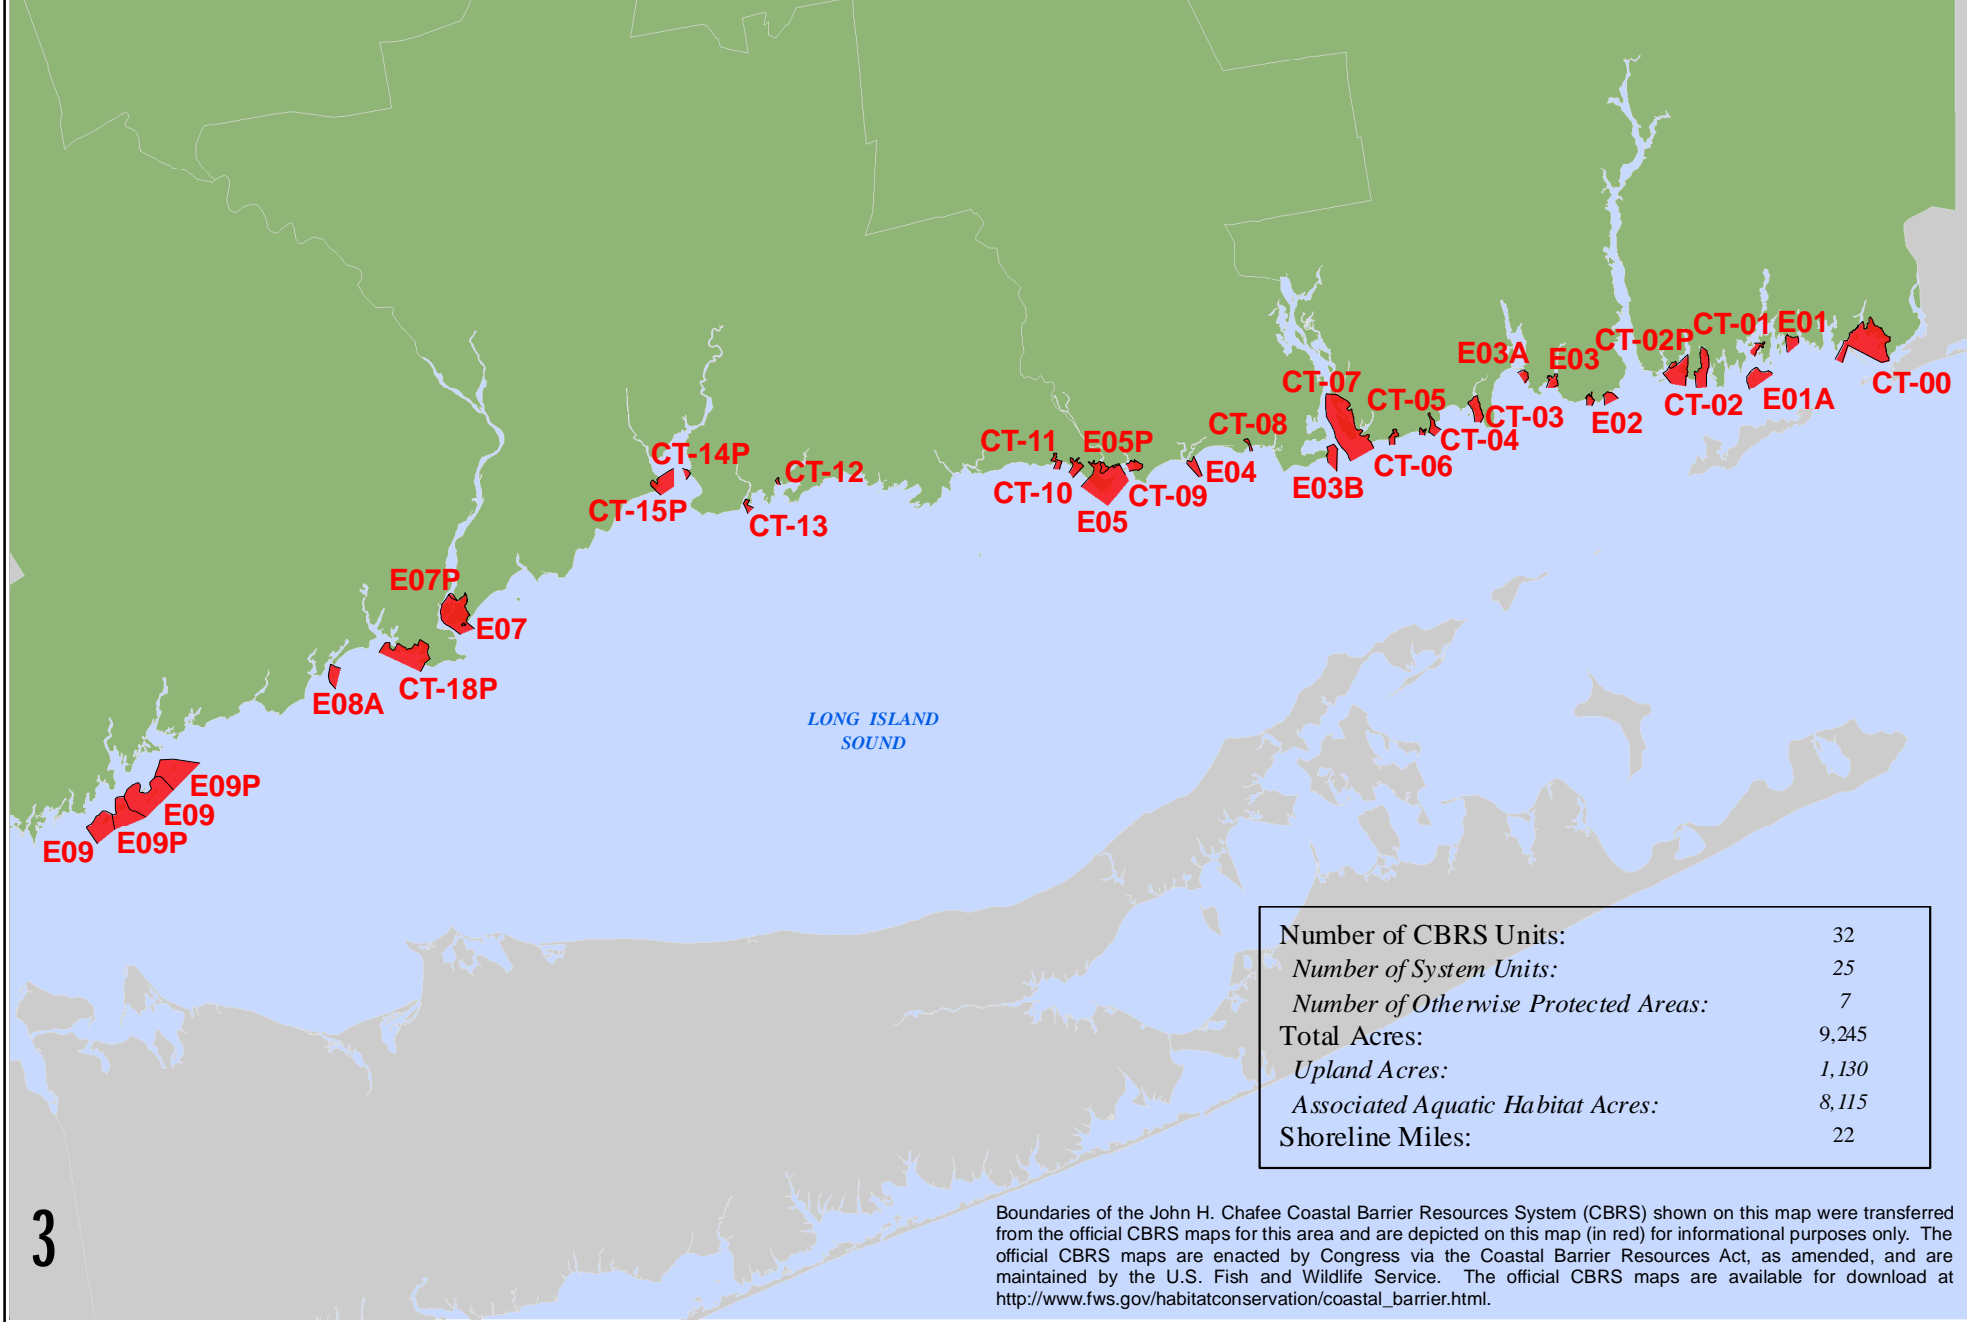 CT-01
E01
CT-02P
E03A
E03
CT-00
CT-07
CT-05
E01A
CT-02
E02
CT-03
CT-08
CT-04
CT-11
E05P
CT-14P
CT-12
E04
CT-06
E03B
CT-10
CT-09
CT-15P
CT-13
E05
E07P
E07
CT-18P
E08A
LONG ISLAND
SOUND
E09P
E09
E09P
E09
Number of CBRS Units: 32
Number of System Units: 25
Number of Otherwise Protected Areas: 7
Total Acres: 9,245
Upland Acres: 1,130
Associated Aquatic Habitat Acres: 8,115
Shoreline Miles: 22
3
Boundaries of the John H. Chafee Coastal Barrier Resources System (CBRS) shown on this map were transferred
from the official CBRS maps for this area and are depicted on this map (in red) for informational purposes only. The
official CBRS maps are enacted by Congress via the Coastal Barrier Resources Act, as amended, and are
maintained by the U.S. Fish and Wildlife Service. The official CBRS maps are available for download at
http://www.fws.gov/habitatconservation/coastal_barrier.html.